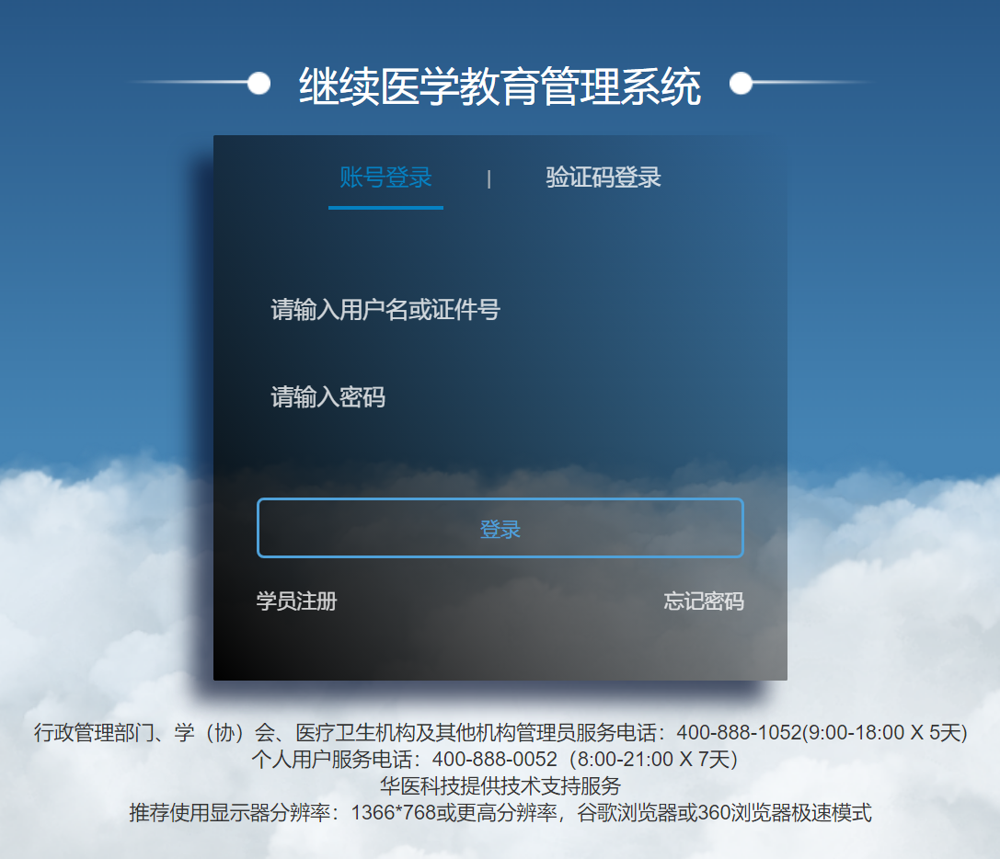 继续医学教育管理系统
账号登录 | 验证码登录
请输入用户名或证件号
请输入密码
登录
学员注册 忘记密码
行政管理部门、学（协）会、医疗卫生机构及其他机构管理员服务电话：400-888-1052(9:00-18:00 X 5天)
个人用户服务电话：400-888-0052（8:00-21:00 X 7天）
华医科技提供技术支持服务
推荐使用显示器分辨率：1366*768或更高分辨率，谷歌浏览器或360浏览器极速模式